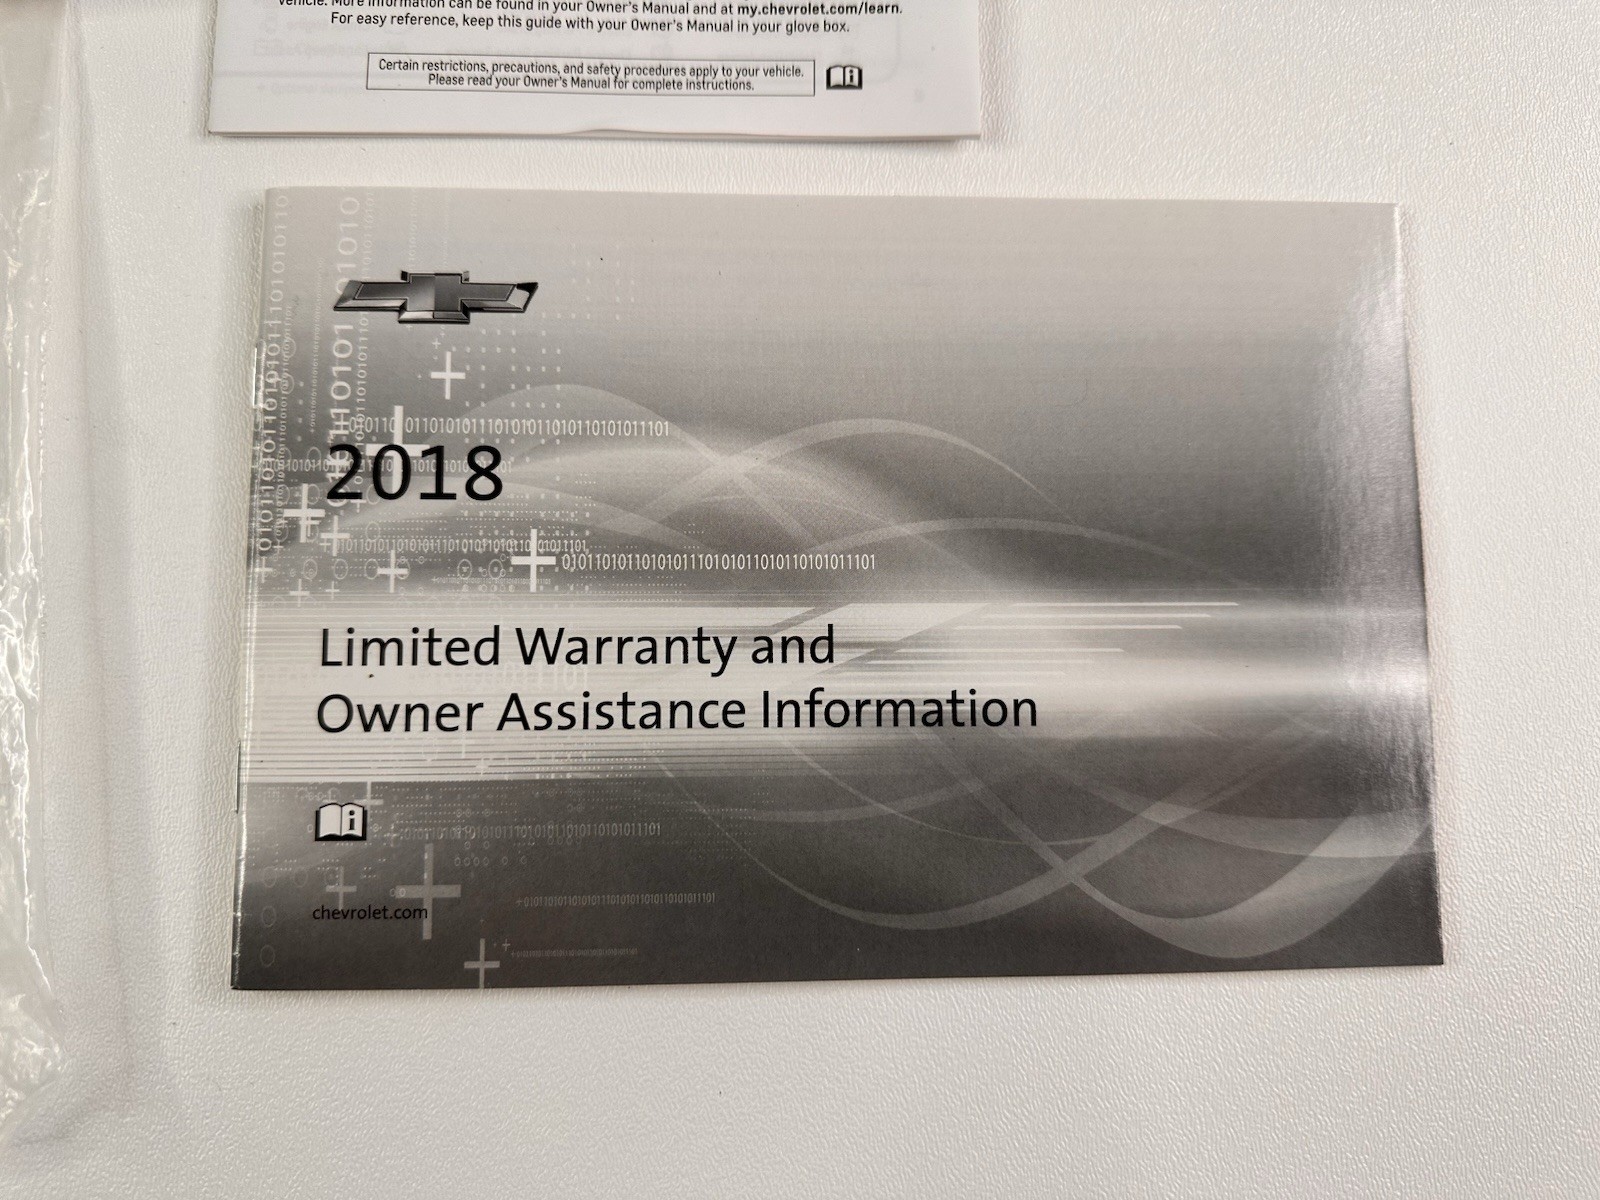 vehicle. More information can be found in your Owner's Manual and at my.chevrolet.com/learn.
For easy reference, keep this guide with your Owner's Manual in your glove box.
Certain restrictions, precautions, and safety procedures apply to your vehicle.
Please read your Owner's Manual for complete instructions.
2018
Limited Warranty and
Owner Assistance Information
chevrolet.com